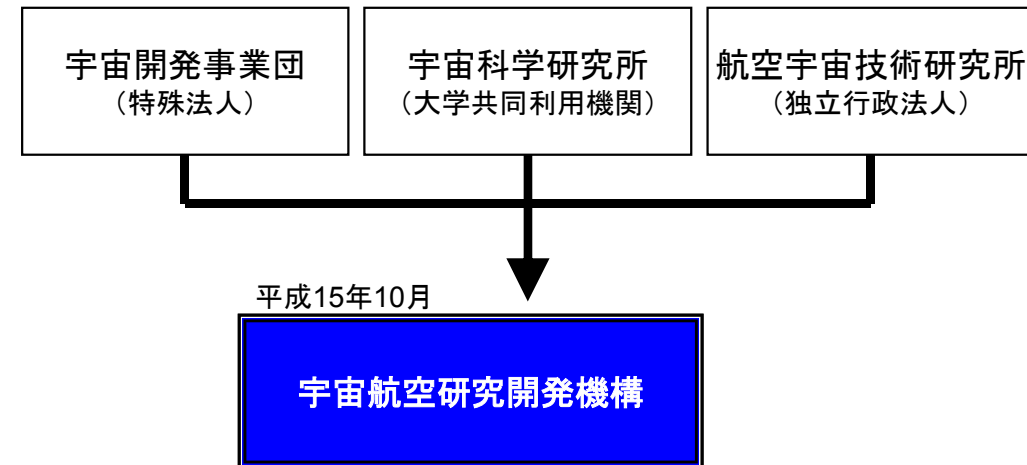 宇宙開発事業団
（特殊法人）
宇宙科学研究所
（大学共同利用機関）
航空宇宙技術研究所
（独立行政法人）
平成15年10月
宇宙航空研究開発機構